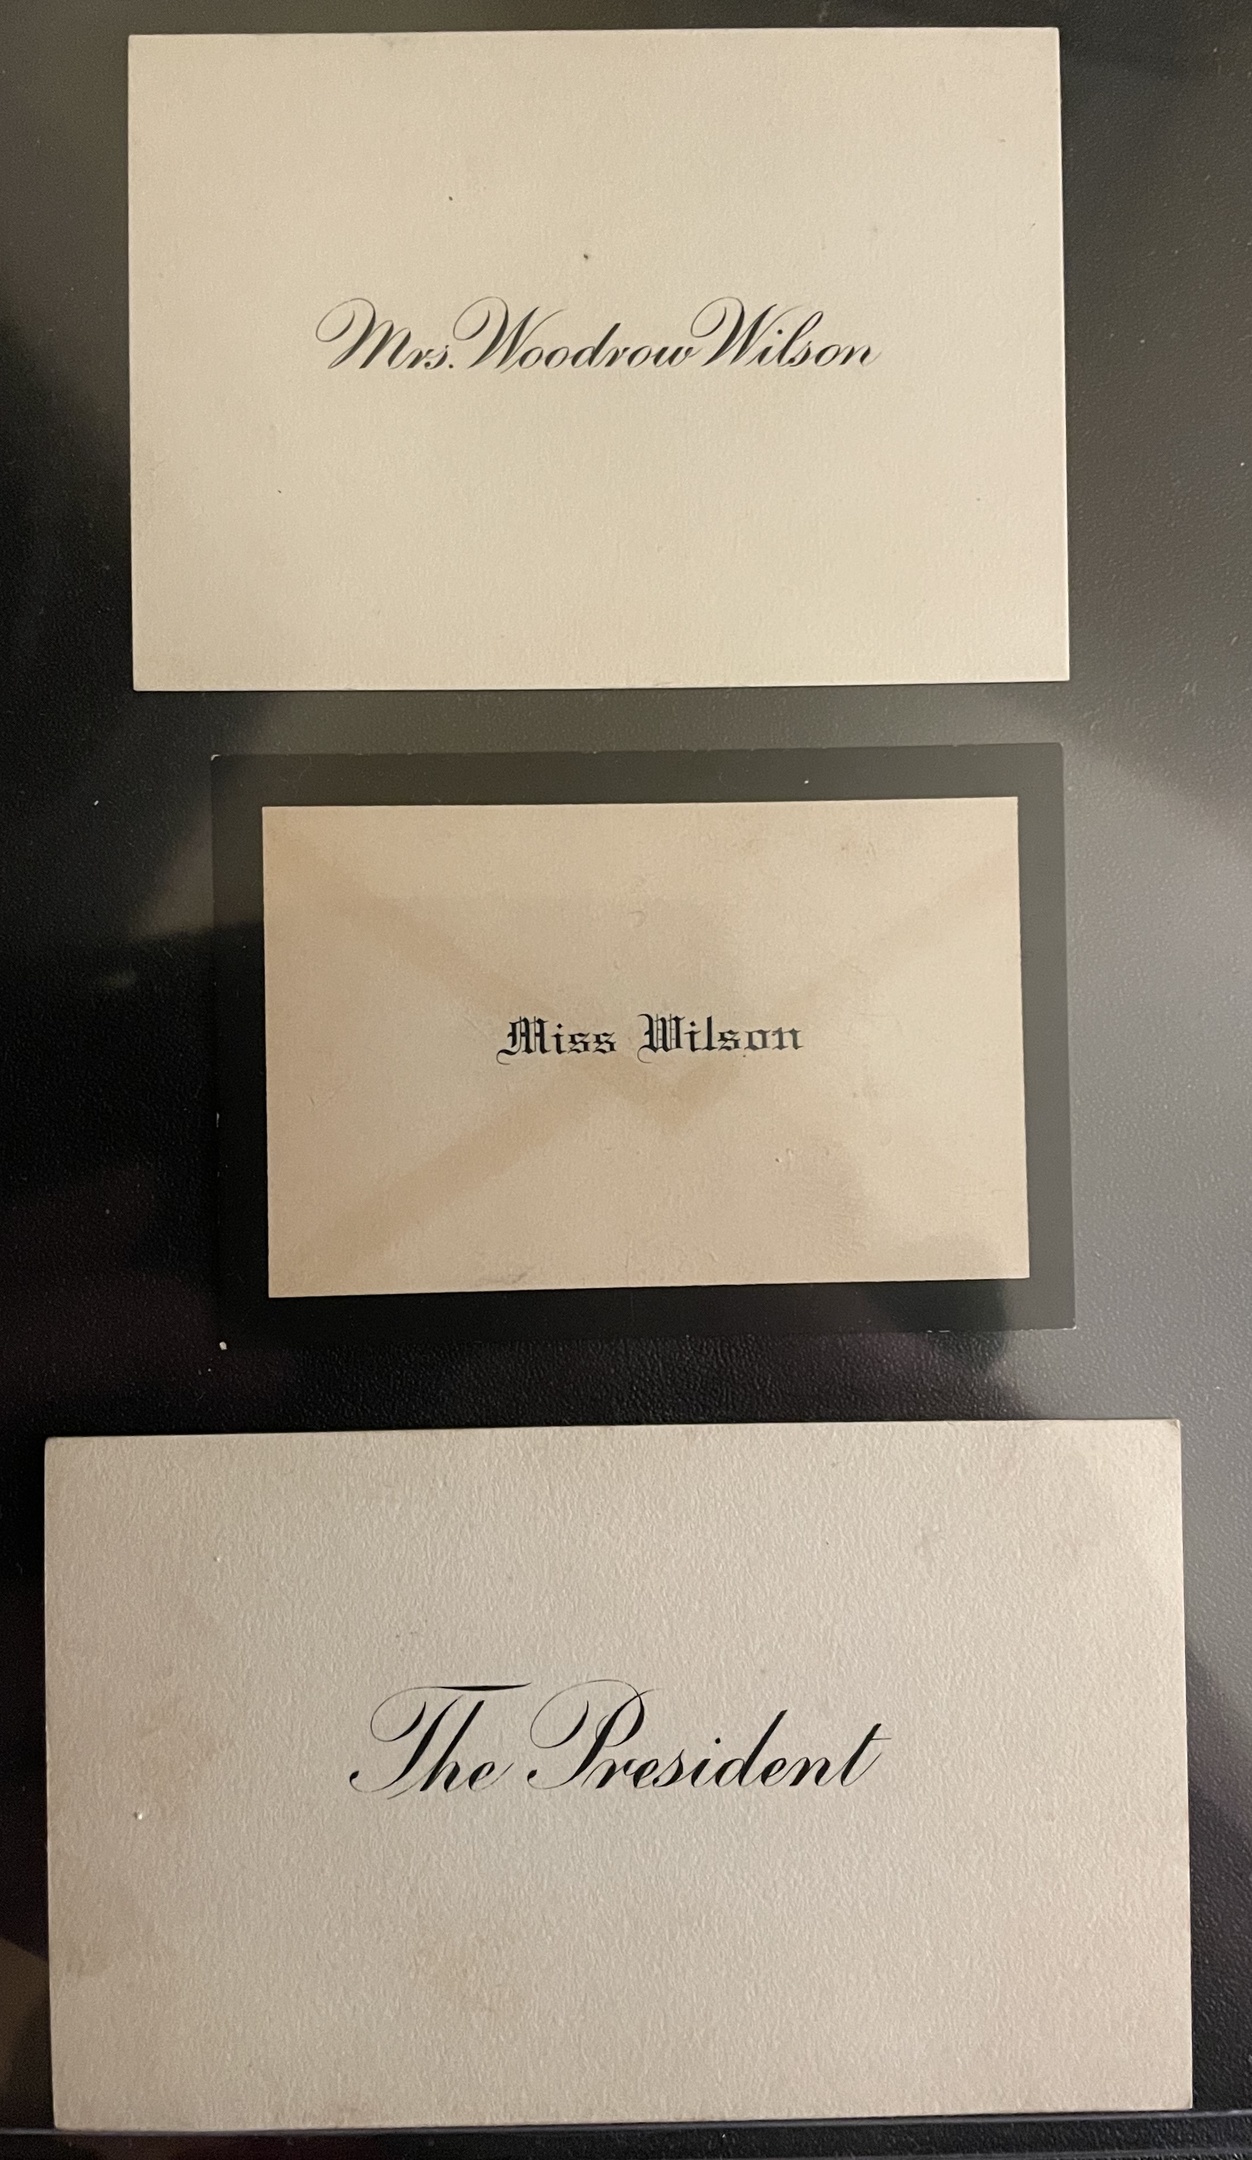 Mrs. Woodrow Wilson
Miss Wilson
The President